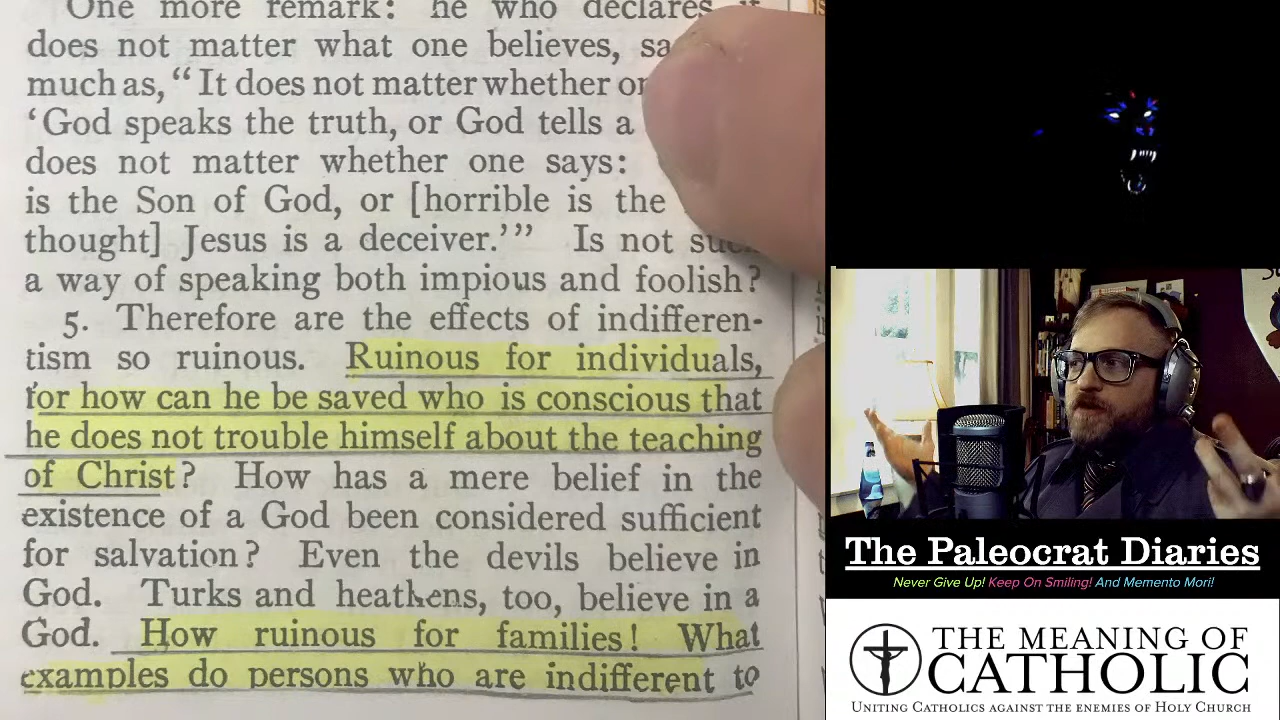 One more remark: he who declares it
does not matter what one believes,
much as, “It does not matter whether
‘God speaks the truth, or God tells a
does not matter whether one says:
is the Son of God, or [horrible is the
thought] Jesus is a deceiver.’” Is not such
a way of speaking both impious and foolish?
5. Therefore are the effects of indifferen-
tism so ruinous. Ruinous for individuals,
for how can he be saved who is conscious that
he does not trouble himself about the teaching
of Christ? How has a mere belief in the
existence of a God been considered sufficient
for salvation? Even the devils believe in
God. Turks and heathens, too, believe in a
God. How ruinous for families! What
examples do persons who are indifferent to
The Paleocrat Diaries
Never Give Up! Keep On Smiling! And Memento Mori!
THE MEANING OF
CATHOLIC
UNITING CATHOLICS AGAINST THE ENEMIES OF HOLY CHURCH